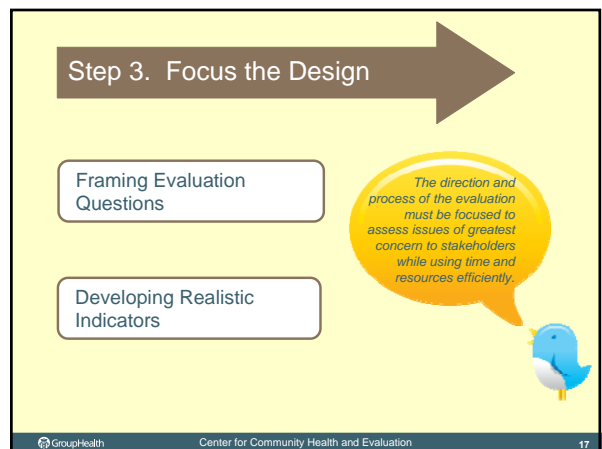 Step 3.  Focus the Design
Framing Evaluation
Questions
The direction and
process of the evaluation
must be focused to
assess issues of greatest
concern to stakeholders
while using time and
resources efficiently.
Developing Realistic
Indicators
GroupHealth
Center for Community Health and Evaluation
17